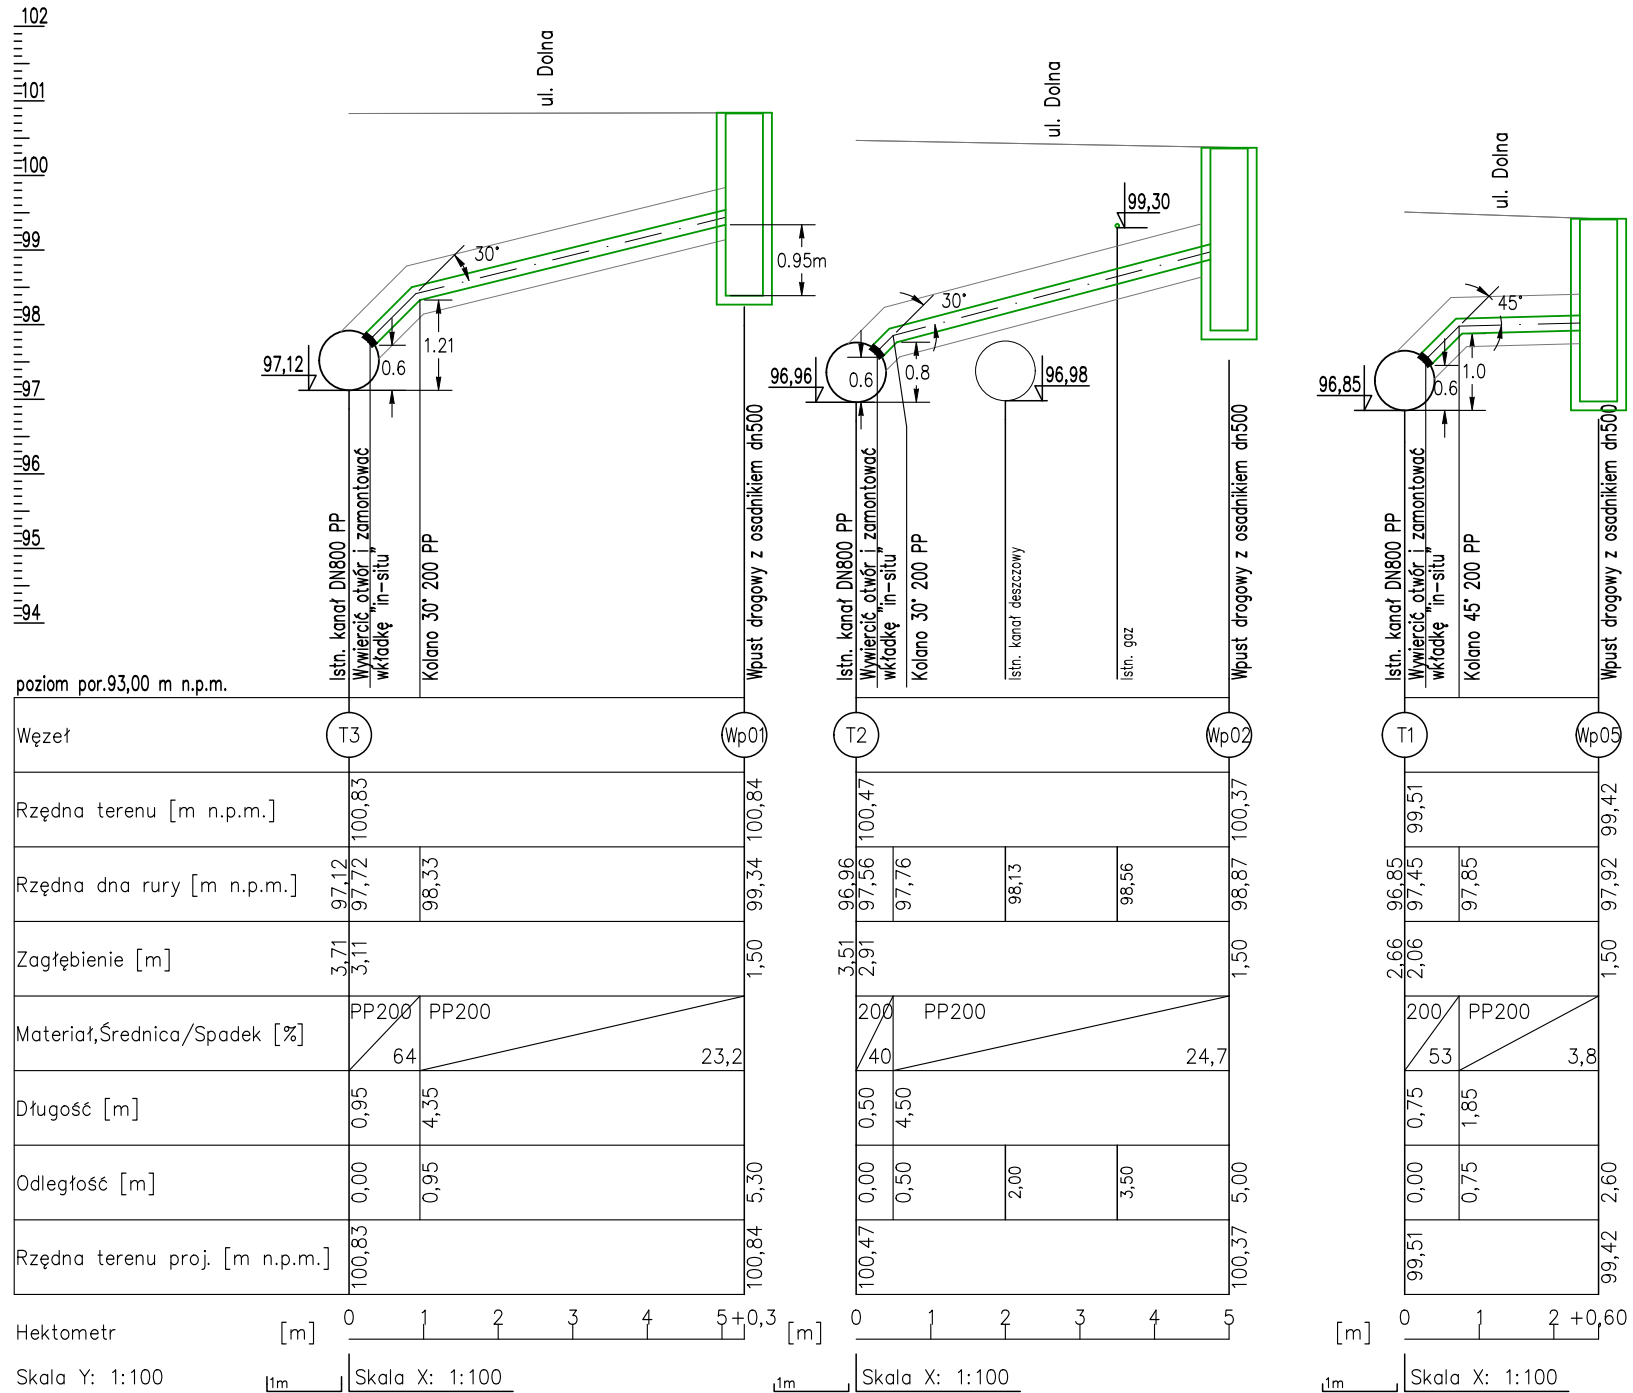 102
101
100
99
98
97
96
95
94
poziom por.93,00 m n.p.m.
ul. Dolna
30°
0.95m
1.21
0.6
97,12
Istn. kanał DN800 PP
Wywiercić otwór i zamontować
wkładkę "in-situ"
Kolano 30° 200 PP
Wpust drogowy z osadnikiem dn500
ul. Dolna
99,30
30°
0.6
0.8
96,96
96,98
Istn. kanał DN800 PP
Wywiercić otwór i zamontować
wkładkę "in-situ"
Kolano 30° 200 PP
Istn. kanał deszczowy
Istn. gaz
Wpust drogowy z osadnikiem dn500
ul. Dolna
45°
1.0
0.6
96,85
Istn. kanał DN800 PP
Wywiercić otwór i zamontować
wkładkę "in-situ"
Kolano 45° 200 PP
Wpust drogowy z osadnikiem dn500
Węzeł T3 Wp01 T2 Wp02 T1 Wp05
Rzędna terenu [m n.p.m.] 100,83 100,84 100,47 100,37 99,51 99,42
Rzędna dna rury [m n.p.m.] 97,12 97,72 98,33 99,34 96,96 97,56 97,76 98,13 98,56 98,87 96,85 97,45 97,85 97,92
Zagłębienie [m] 3,71 3,11 1,50 3,51 2,91 1,50 2,66 2,06 1,50
Materiał,Średnica/Spadek [%] PP200 64 PP200 23,2 200 40 PP200 24,7 200 53 PP200 3,8
Długość [m] 0,95 4,35 0,50 4,50 0,75 1,85
Odległość [m] 0,00 0,95 5,30 0,00 0,50 2,00 3,50 5,00 0,00 0,75 2,60
Rzędna terenu proj. [m n.p.m.] 100,83 100,84 100,47 100,37 99,51 99,42
Hektometr [m] 0 1 2 3 4 5 +0,3 [m] 0 1 2 3 4 5 [m] 0 1 2 +0,60
Skala Y: 1:100 1m Skala X: 1:100 1m Skala X: 1:100 1m Skala X: 1:100